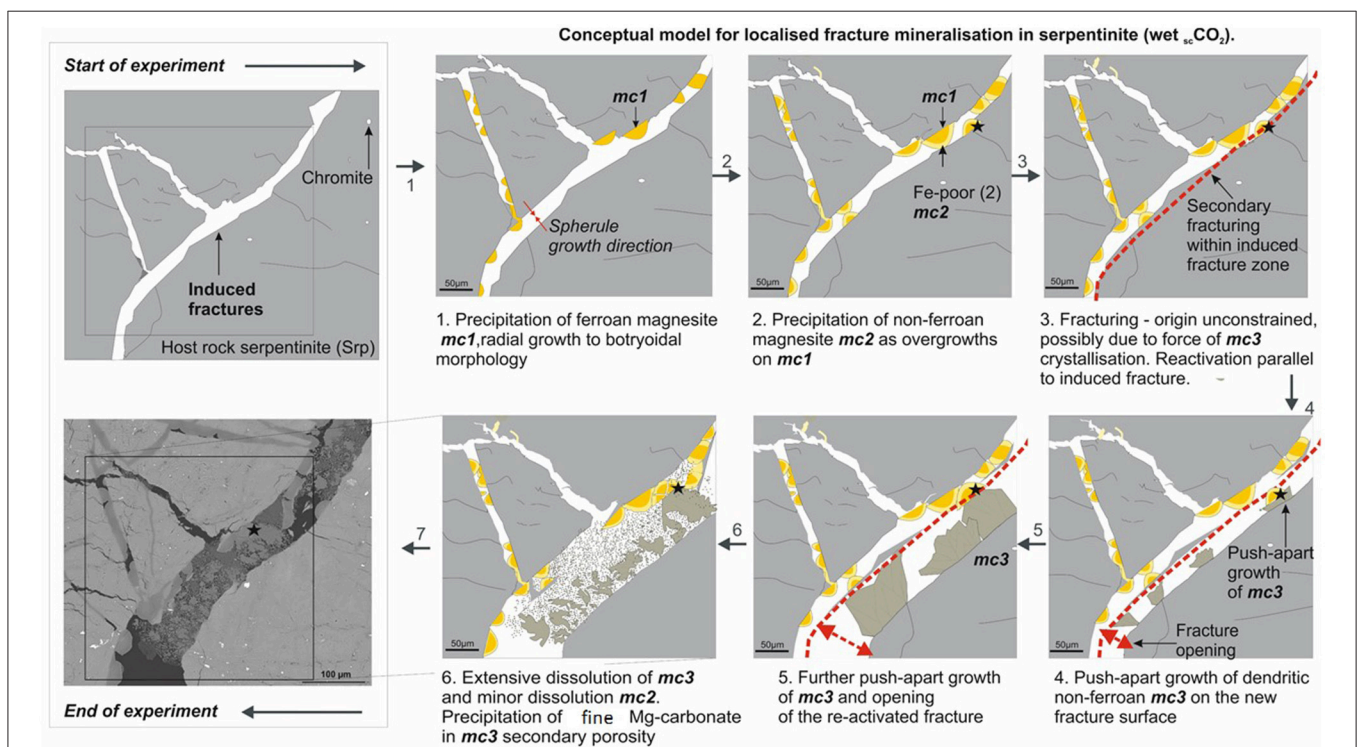 Conceptual model for localised fracture mineralisation in serpentinite (wet scCO2).
Start of experiment
Chromite
Induced
fractures
Host rock serpentinite (Srp)
1
mc1
Spherule
growth direction
50µm
1. Precipitation of ferroan magnesite
mc1,radial growth to botryoidal
morphology
2
mc1
Fe-poor (2)
mc2
50µm
2. Precipitation of non-ferroan
magnesite mc2 as overgrowths
on mc1
3
Secondary
fracturing
within induced
fracture zone
50µm
3. Fracturing - origin unconstrained,
possibly due to force of mc3
crystallisation. Reactivation parallel
to induced fracture.
4
Push-apart
growth
of mc3
Fracture
opening
50µm
4. Push-apart growth of dendritic
non-ferroan mc3 on the new
fracture surface
5
mc3
50µm
5. Further push-apart growth
of mc3 and opening
of the re-activated fracture
6
50µm
6. Extensive dissolution of mc3
and minor dissolution mc2.
Precipitation of fine Mg-carbonate
in mc3 secondary porosity
7
100 µm
End of experiment